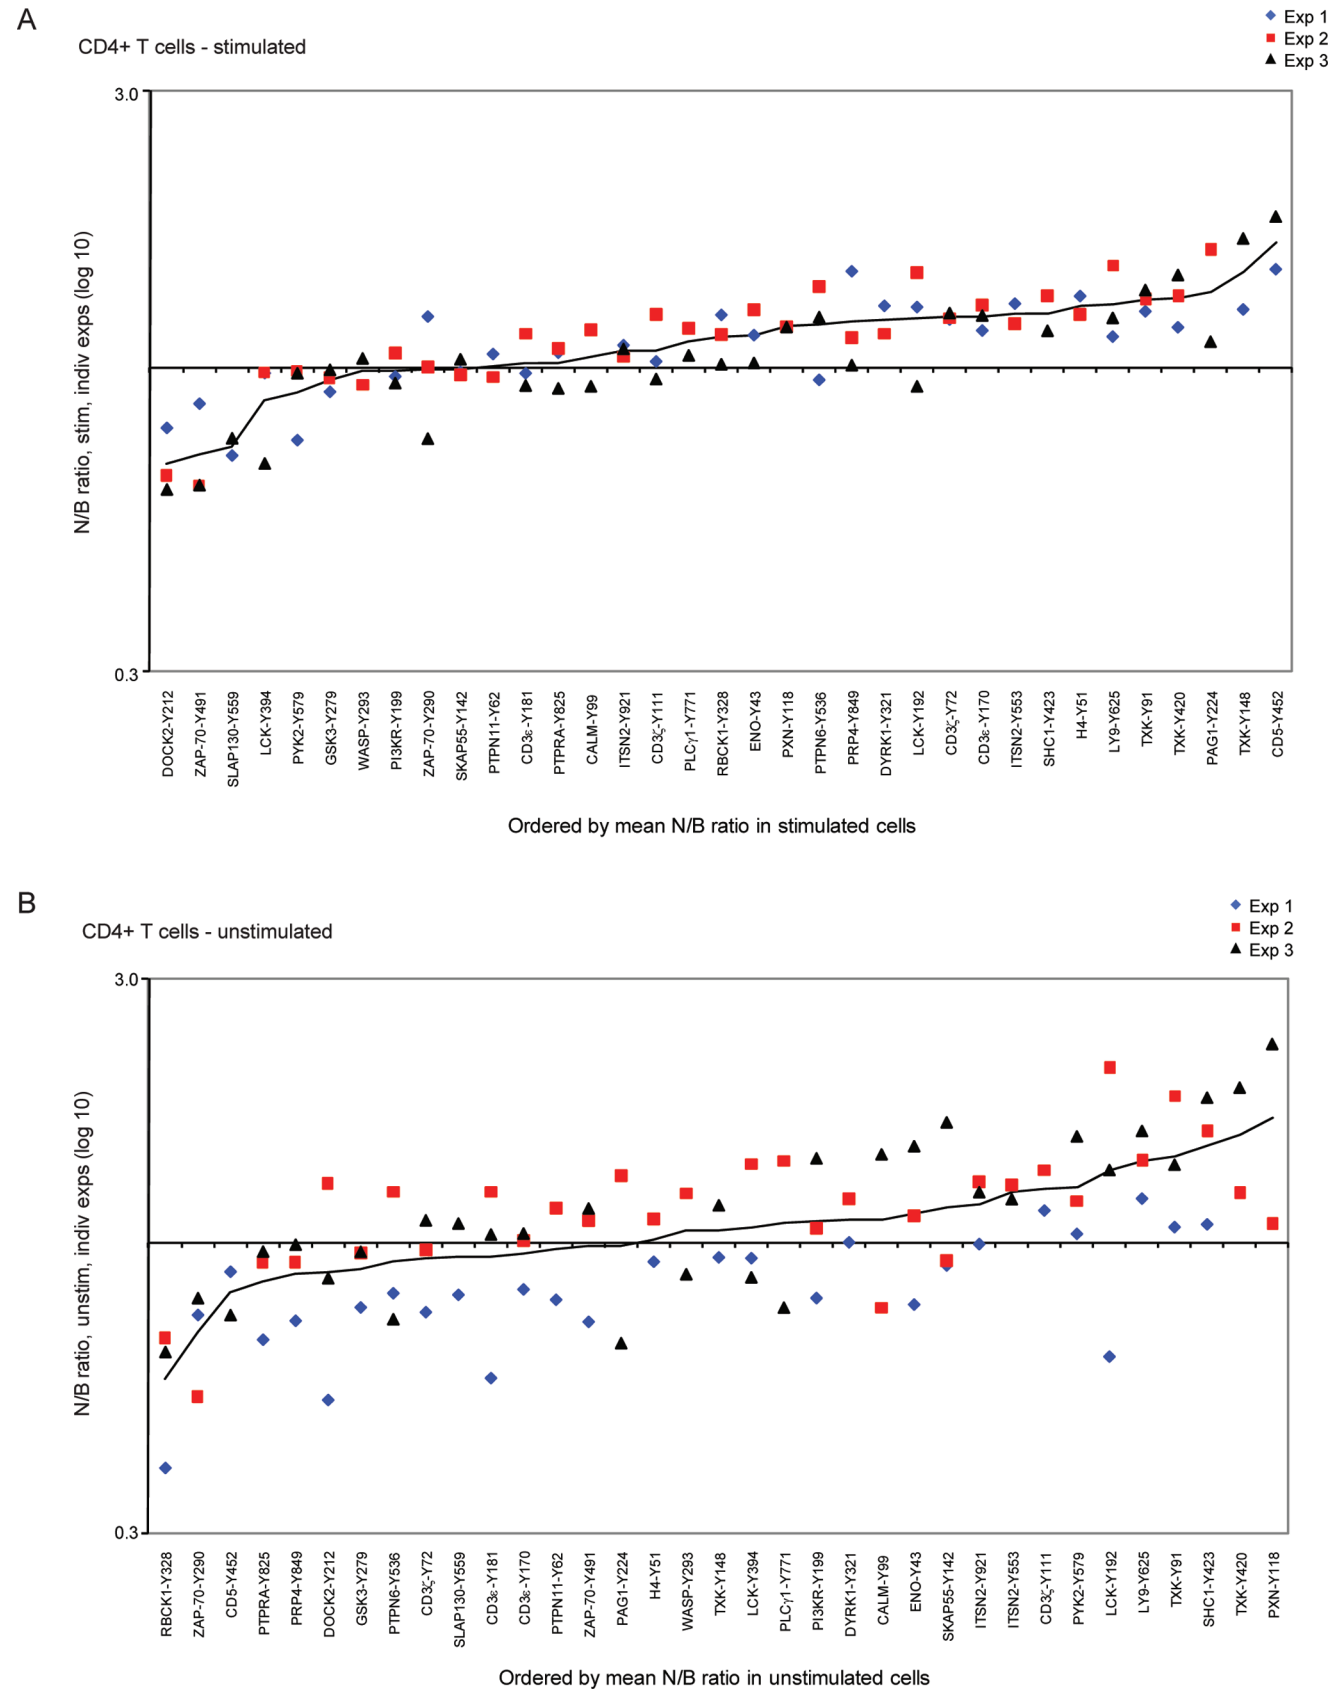 A
CD4+ T cells - stimulated
Exp 1
Exp 2
Exp 3
3.0
0.3
N/B ratio, stim, indiv exps (log 10)
DOCK2-Y212
ZAP-70-Y491
SLAP130-Y559
LCK-Y394
PYK2-Y579
GSK3-Y279
WASP-Y293
PI3KR-Y199
ZAP-70-Y290
SKAP55-Y142
PTPN11-Y62
CD3ε-Y181
PTPRA-Y825
CALM-Y99
ITSN2-Y921
CD3ζ-Y111
PLCγ1-Y771
RBCK1-Y328
ENO-Y43
PXN-Y118
PTPN6-Y536
PRP4-Y849
DYRK1-Y321
LCK-Y192
CD3ζ-Y72
CD3ε-Y170
ITSN2-Y553
SHC1-Y423
H4-Y51
LY9-Y625
TXK-Y91
TXK-Y420
PAG1-Y224
TXK-Y148
CD5-Y452
Ordered by mean N/B ratio in stimulated cells
B
CD4+ T cells - unstimulated
Exp 1
Exp 2
Exp 3
3.0
0.3
N/B ratio, unstim, indiv exps (log 10)
RBCK1-Y328
ZAP-70-Y290
CD5-Y452
PTPRA-Y825
PRP4-Y849
DOCK2-Y212
GSK3-Y279
PTPN6-Y536
CD3ζ-Y72
SLAP130-Y559
CD3ε-Y181
CD3ε-Y170
PTPN11-Y62
ZAP-70-Y491
PAG1-Y224
H4-Y51
WASP-Y293
TXK-Y148
LCK-Y394
PLCγ1-Y771
PI3KR-Y199
DYRK1-Y321
CALM-Y99
ENO-Y43
SKAP55-Y142
ITSN2-Y921
ITSN2-Y553
CD3ζ-Y111
PYK2-Y579
LCK-Y192
LY9-Y625
TXK-Y91
SHC1-Y423
TXK-Y420
PXN-Y118
Ordered by mean N/B ratio in unstimulated cells